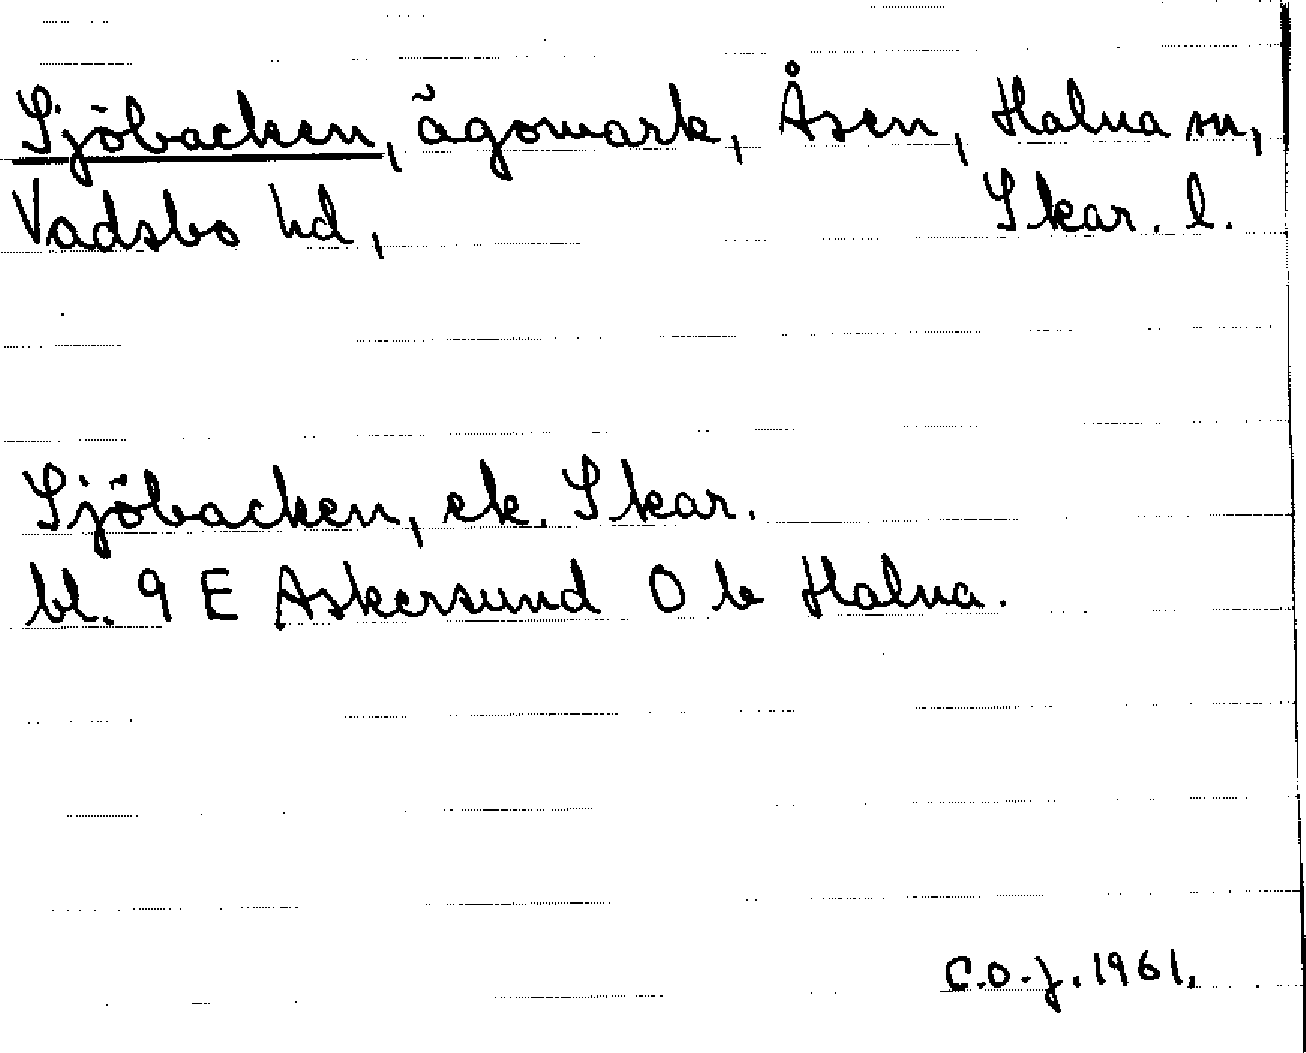 Sjöbacken, ägomark, Åsen, Halna sn,
Vadsbo hd, Skar. l.
Sjöbacken, ek. Skar.
bl. 9 E Askersund O b Halna.
C.O.J. 1961.